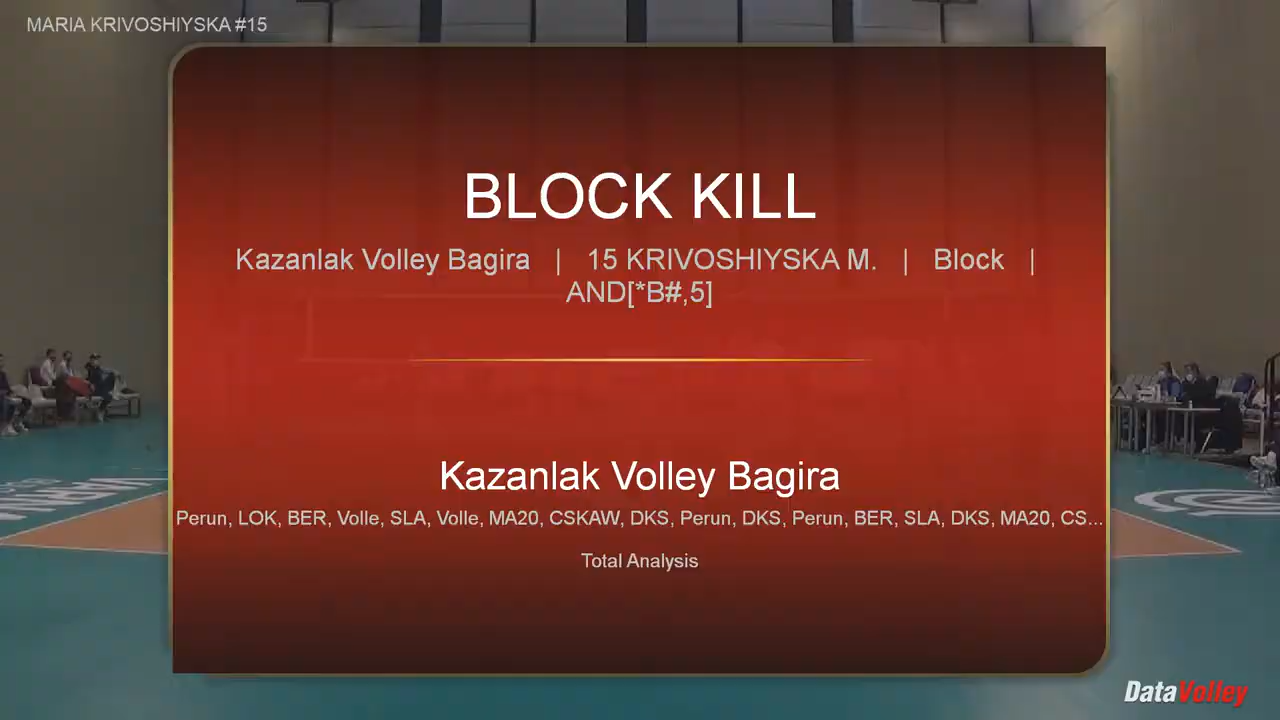 MARIA KRIVOSHIYSKA #15
BLOCK KILL
Kazanlak Volley Bagira | 15 KRIVOSHIYSKA M. | Block |
AND[*B#,5]
Kazanlak Volley Bagira
Perun, LOK, BER, Volle, SLA, Volle, MA20, CSKAW, DKS, Perun, DKS, Perun, BER, SLA, DKS, MA20, CS...
Total Analysis
DataVolley